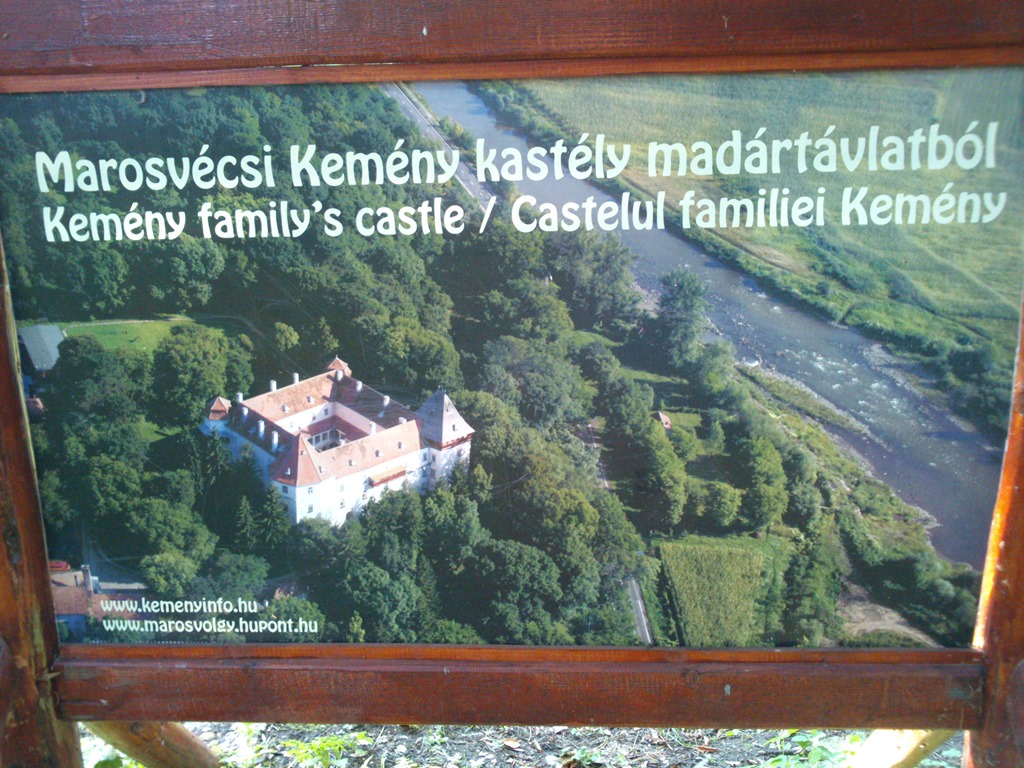 Marosvécsi Kemény kastély madártávlatból
Kemény family's castle / Castelul familiei Kemény
www.kemenyinfo.hu
www.marosvolgy.hupont.hu